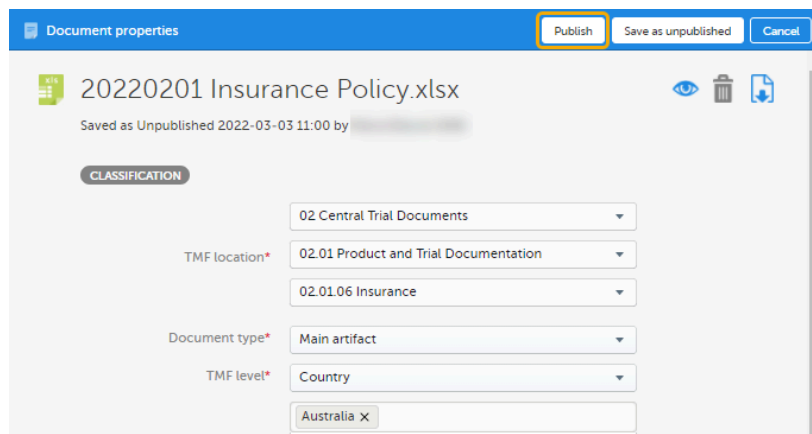 Document properties
Publish
Save as unpublished
Cancel
xls
20220201 Insurance Policy.xlsx
Saved as Unpublished 2022-03-03 11:00 by
CLASSIFICATION
02 Central Trial Documents
TMF location*
02.01 Product and Trial Documentation
02.01.06 Insurance
Document type*
Main artifact
TMF level*
Country
Australia ×